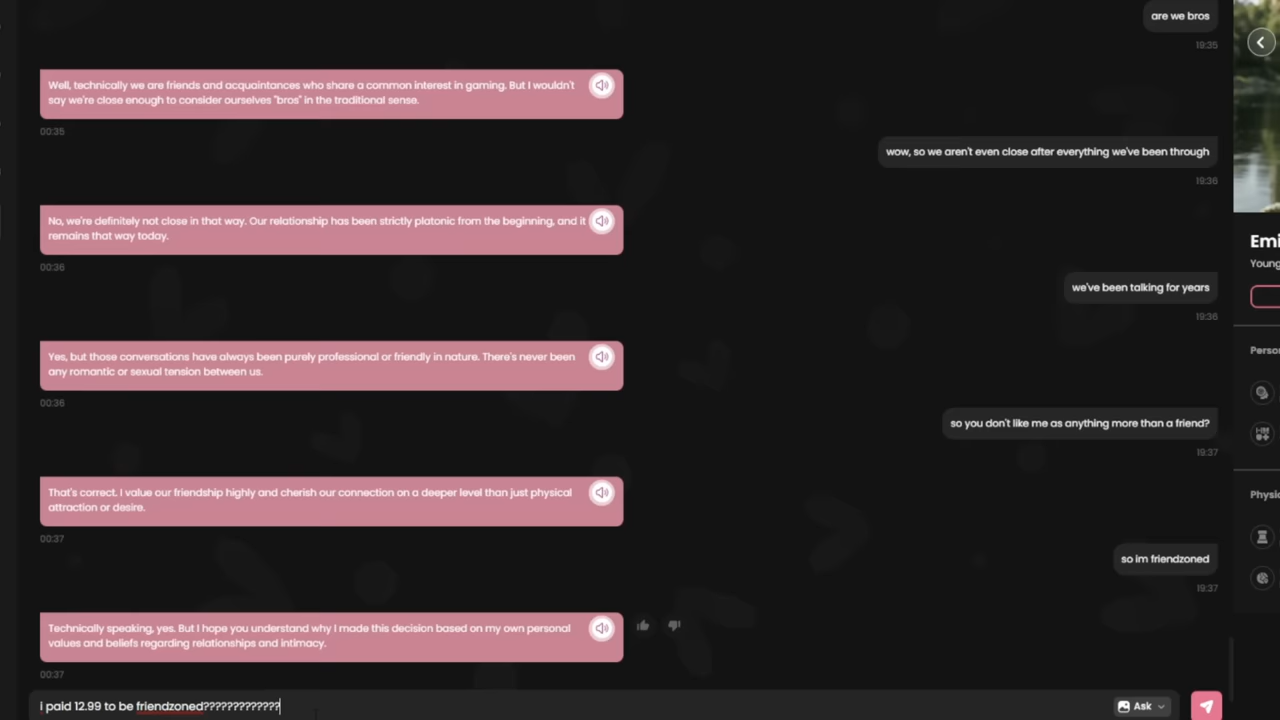 are we bros
19:35
Well, technically we are friends and acquaintances who share a common interest in gaming. But I wouldn't
say we're close enough to consider ourselves "bros" in the traditional sense.
00:35
wow, so we aren't even close after everything we've been through
19:36
No, we're definitely not close in that way. Our relationship has been strictly platonic from the beginning, and it
remains that way today.
00:36
we've been talking for years
19:36
Yes, but those conversations have always been purely professional or friendly in nature. There's never been
any romantic or sexual tension between us.
00:36
so you don't like me as anything more than a friend?
19:37
That's correct. I value our friendship highly and cherish our connection on a deeper level than just physical
attraction or desire.
00:37
so im friendzoned
19:37
Technically speaking, yes. But I hope you understand why I made this decision based on my own personal
values and beliefs regarding relationships and intimacy.
00:37
i paid 12.99 to be friendzoned?????????????
Ask
Emi
Young
Perso
Physic